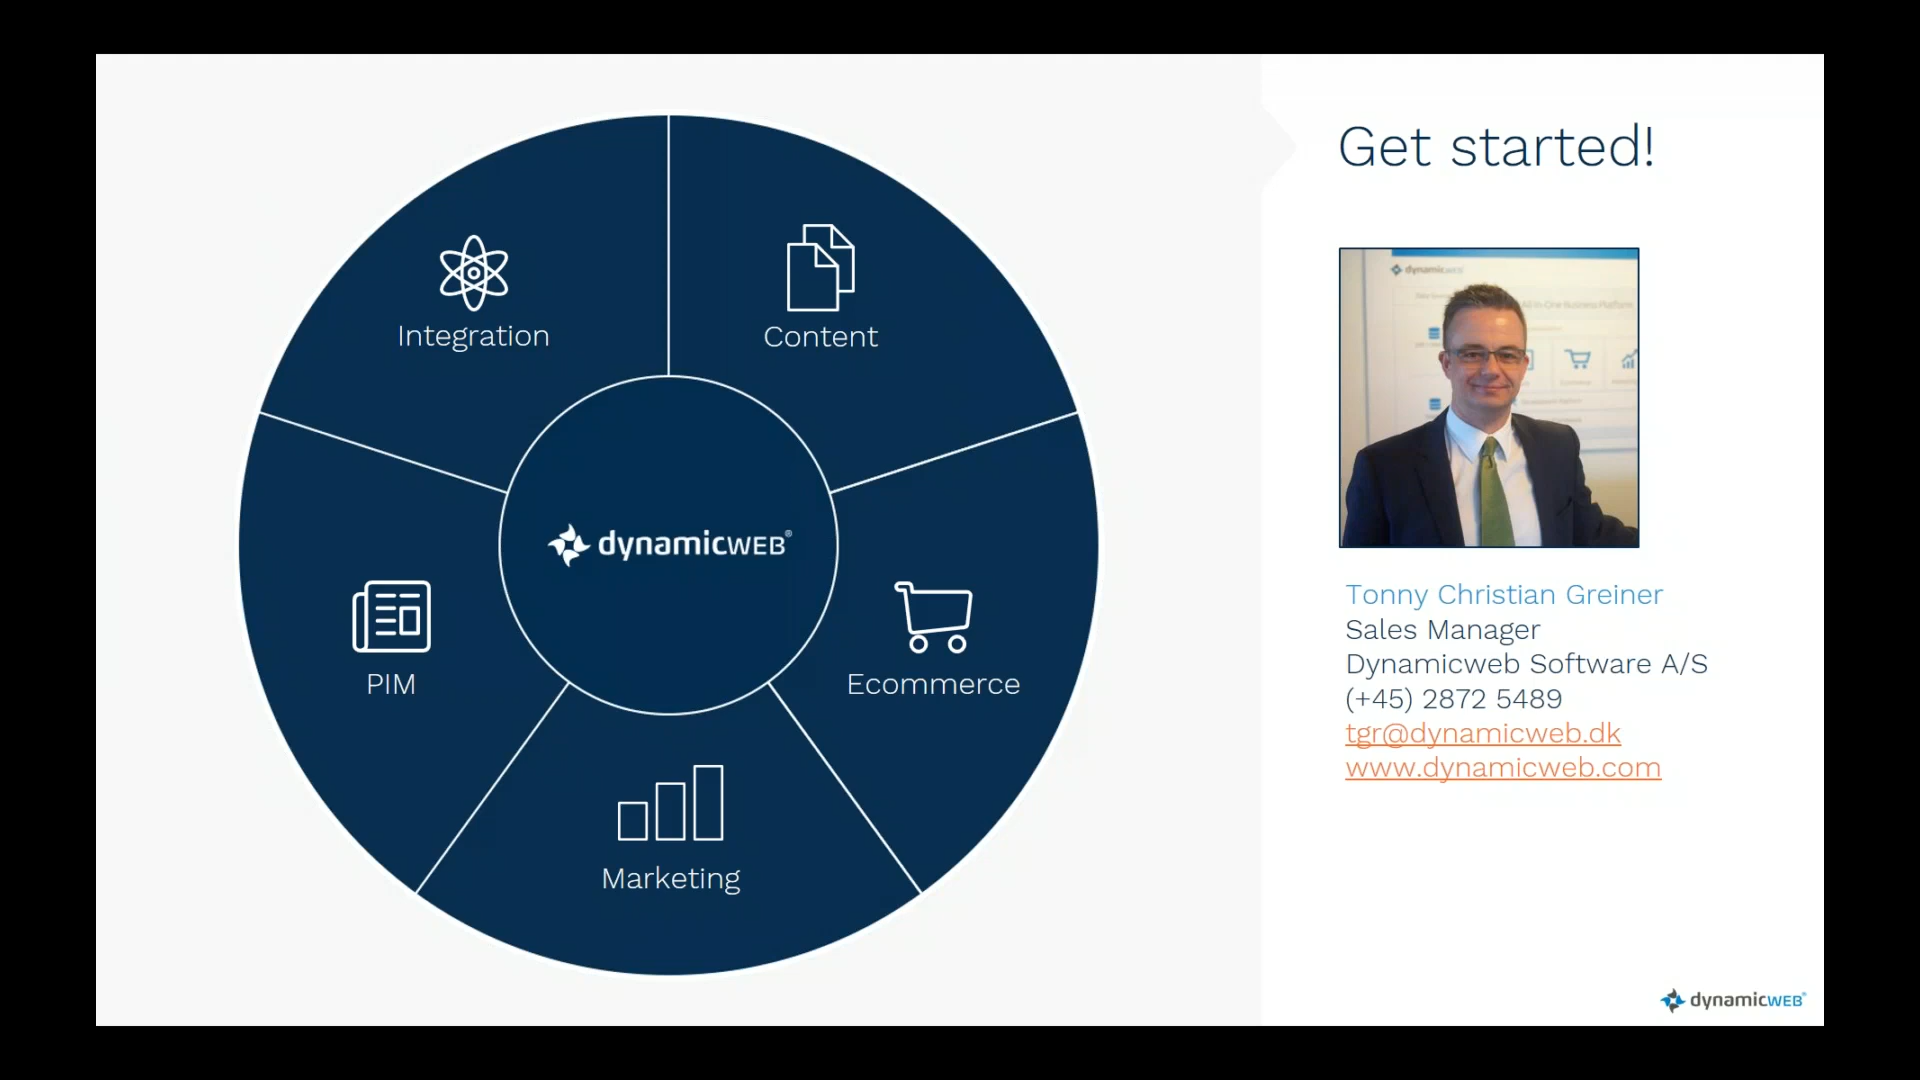 Get started!
Integration
Content
dynamicWEB®
PIM
Ecommerce
Marketing
dynamicweb
Tonny Christian Greiner
Sales Manager
Dynamicweb Software A/S
(+45) 2872 5489
tgr@dynamicweb.dk
www.dynamicweb.com
dynamicWEB®